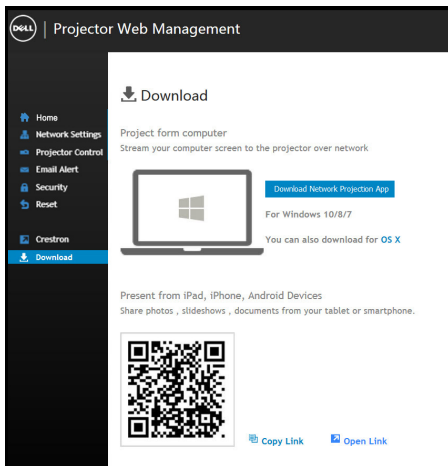 DELL | Projector Web Management
Download
Home
Network Settings
Projector Control
Email Alert
Security
Reset
Crestron
Download
Project form computer
Stream your computer screen to the projector over network
Download Network Projection App
For Windows 10/8/7
You can also download for OS X
Present from iPad, iPhone, Android Devices
Share photos , slideshows , documents from your tablet or smartphone.
Copy Link
Open Link